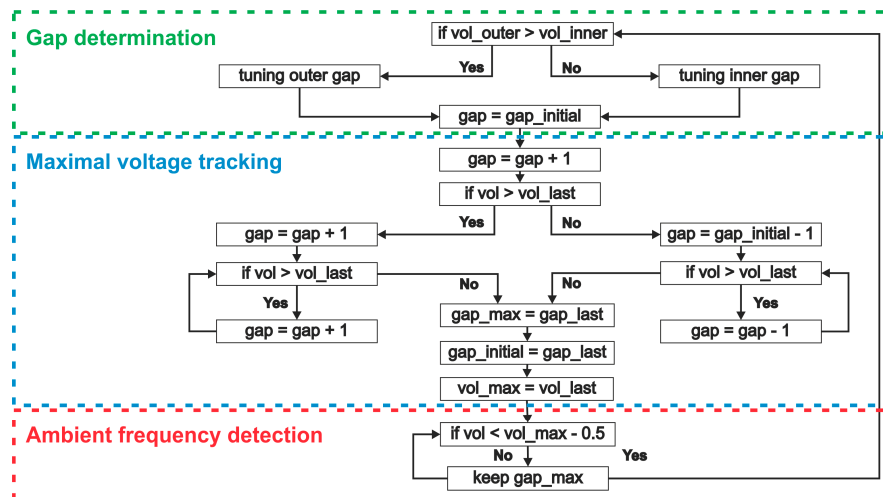 Gap determination
if vol_outer > vol_inner
Yes
No
tuning outer gap
tuning inner gap
gap = gap_initial
Maximal voltage tracking
gap = gap + 1
if vol > vol_last
Yes
No
gap = gap + 1
gap = gap_initial - 1
if vol > vol_last
if vol > vol_last
No
No
Yes
Yes
gap_max = gap_last
gap = gap + 1
gap = gap - 1
gap_initial = gap_last
vol_max = vol_last
Ambient frequency detection
if vol < vol_max - 0.5
No
Yes
keep gap_max